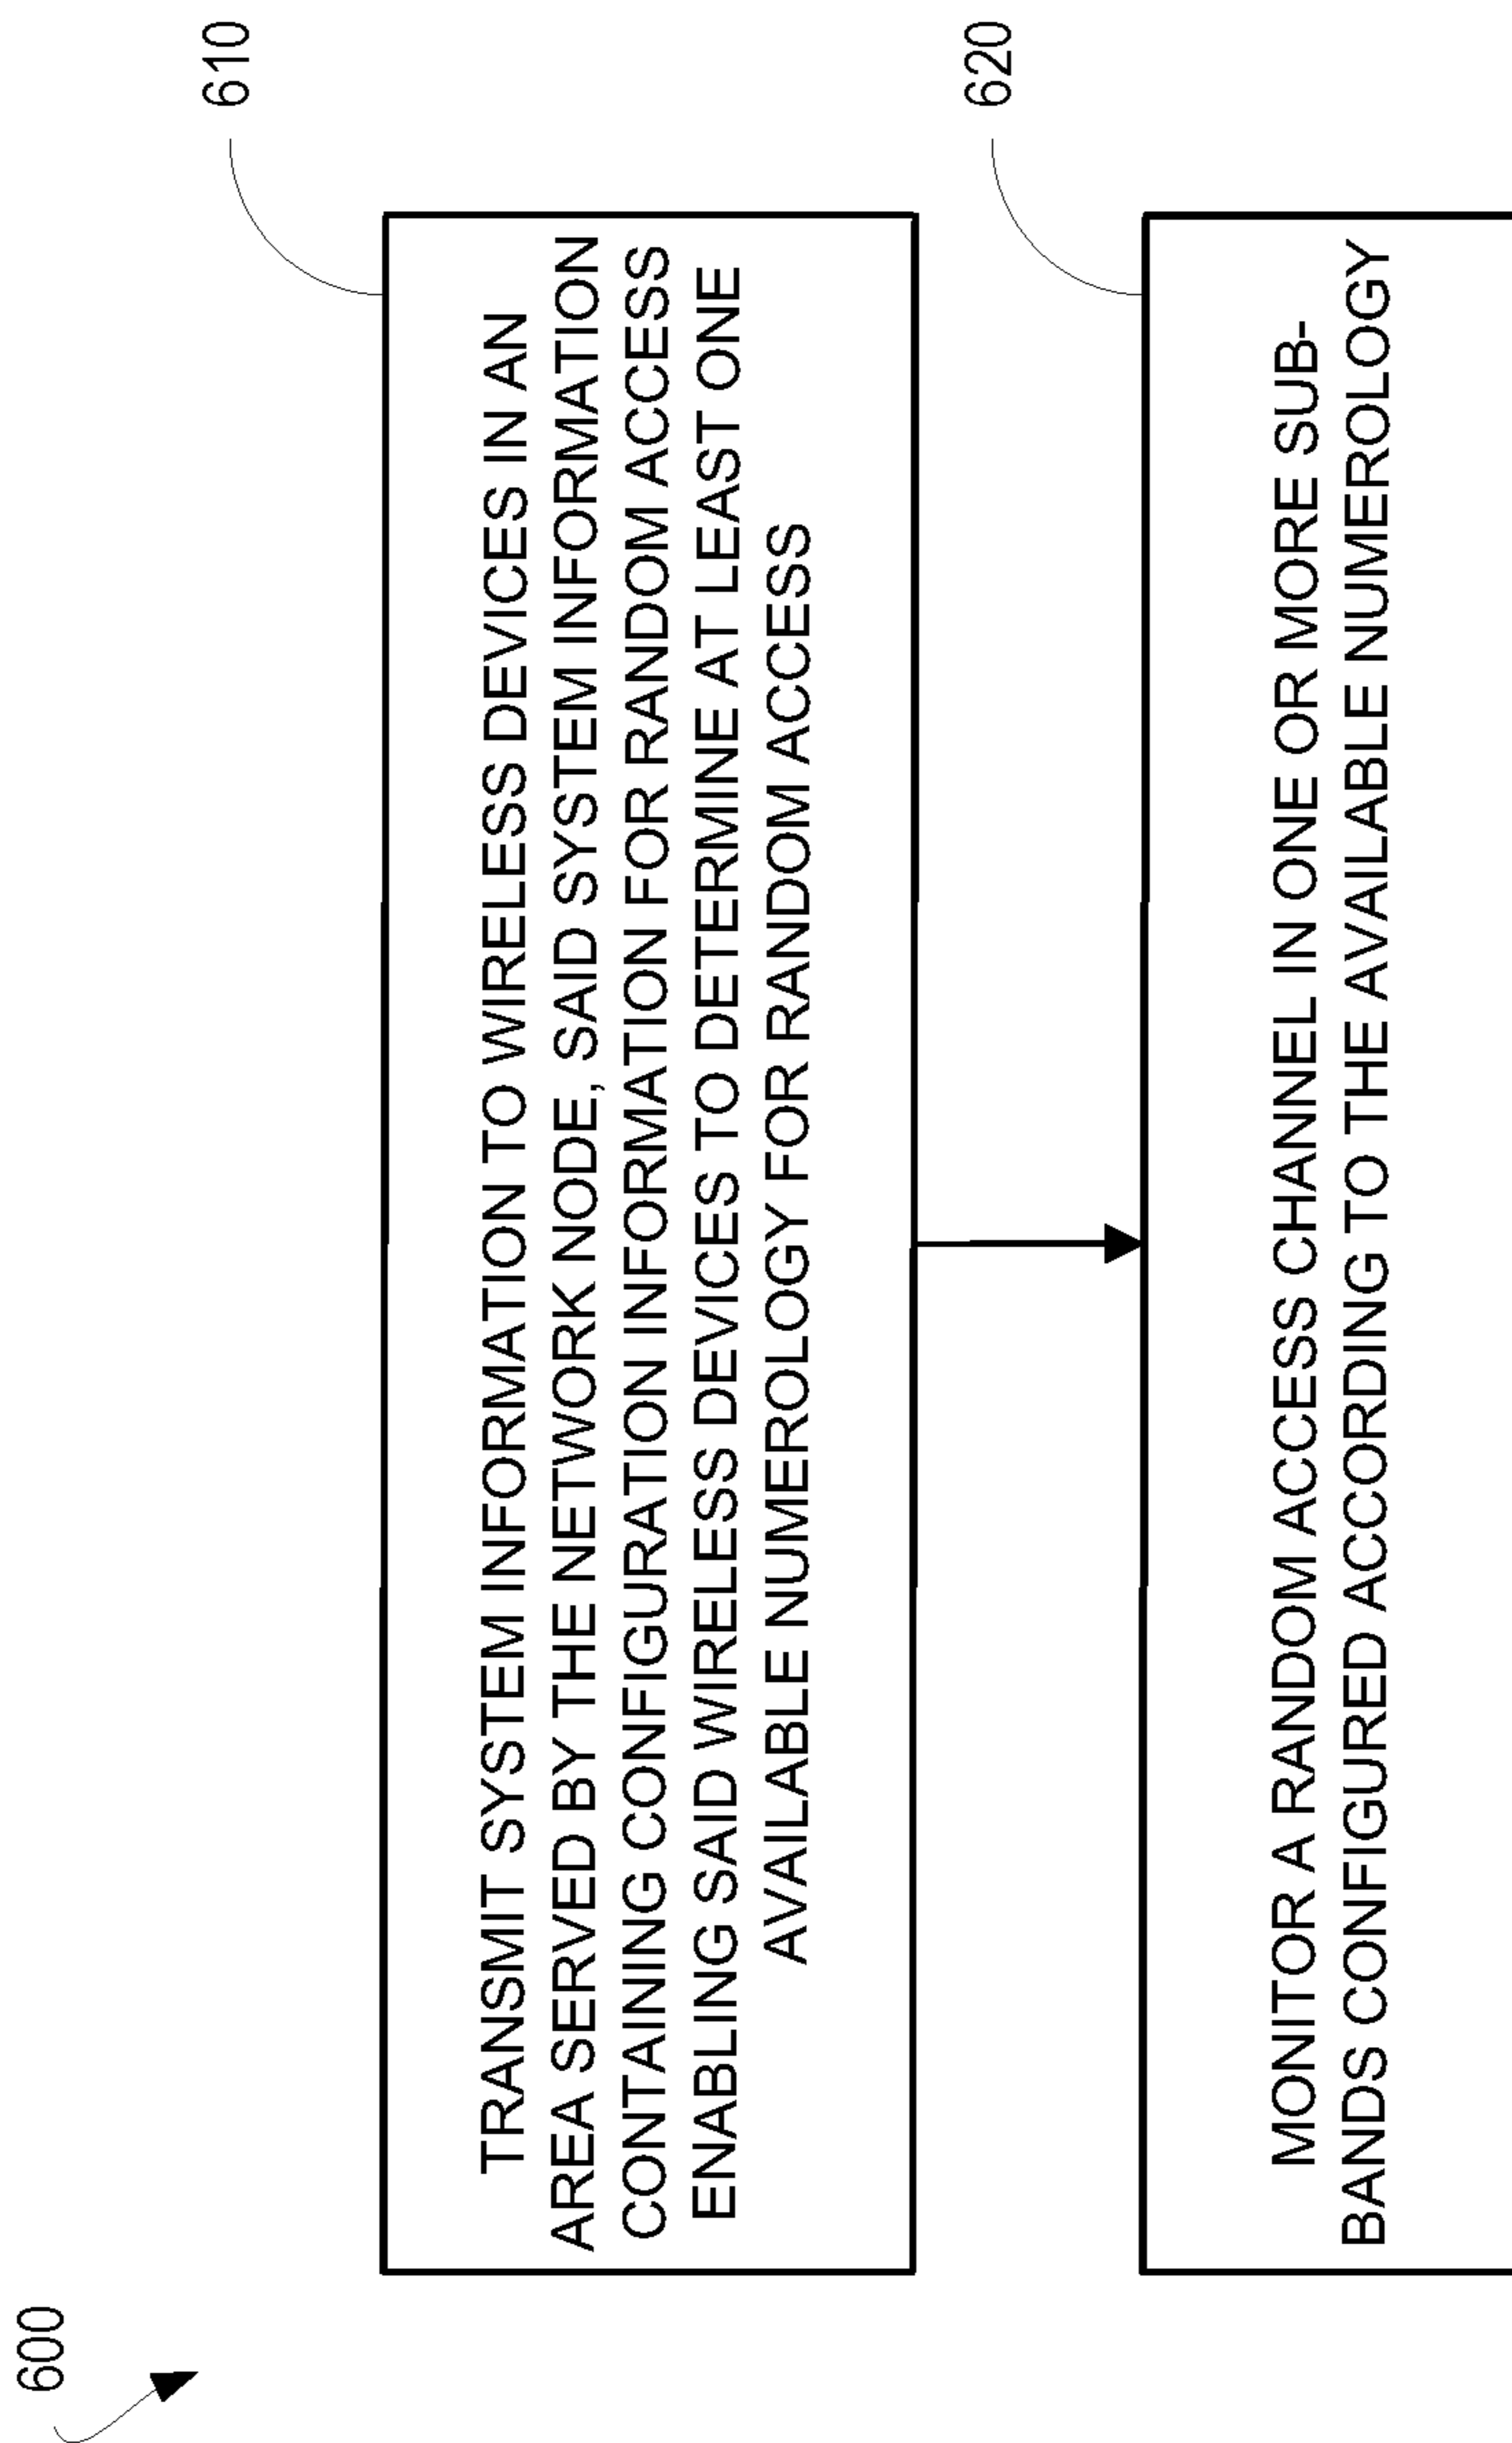 600
610
TRANSMIT SYSTEM INFORMATION TO WIRELESS DEVICES IN AN
AREA SERVED BY THE NETWORK NODE, SAID SYSTEM INFORMATION
CONTAINING CONFIGURATION INFORMATION FOR RANDOM ACCESS
ENABLING SAID WIRELESS DEVICES TO DETERMINE AT LEAST ONE
AVAILABLE NUMEROLOGY FOR RANDOM ACCESS
620
MONITOR A RANDOM ACCESS CHANNEL IN ONE OR MORE SUB-
BANDS CONFIGURED ACCORDING TO THE AVAILABLE NUMEROLOGY